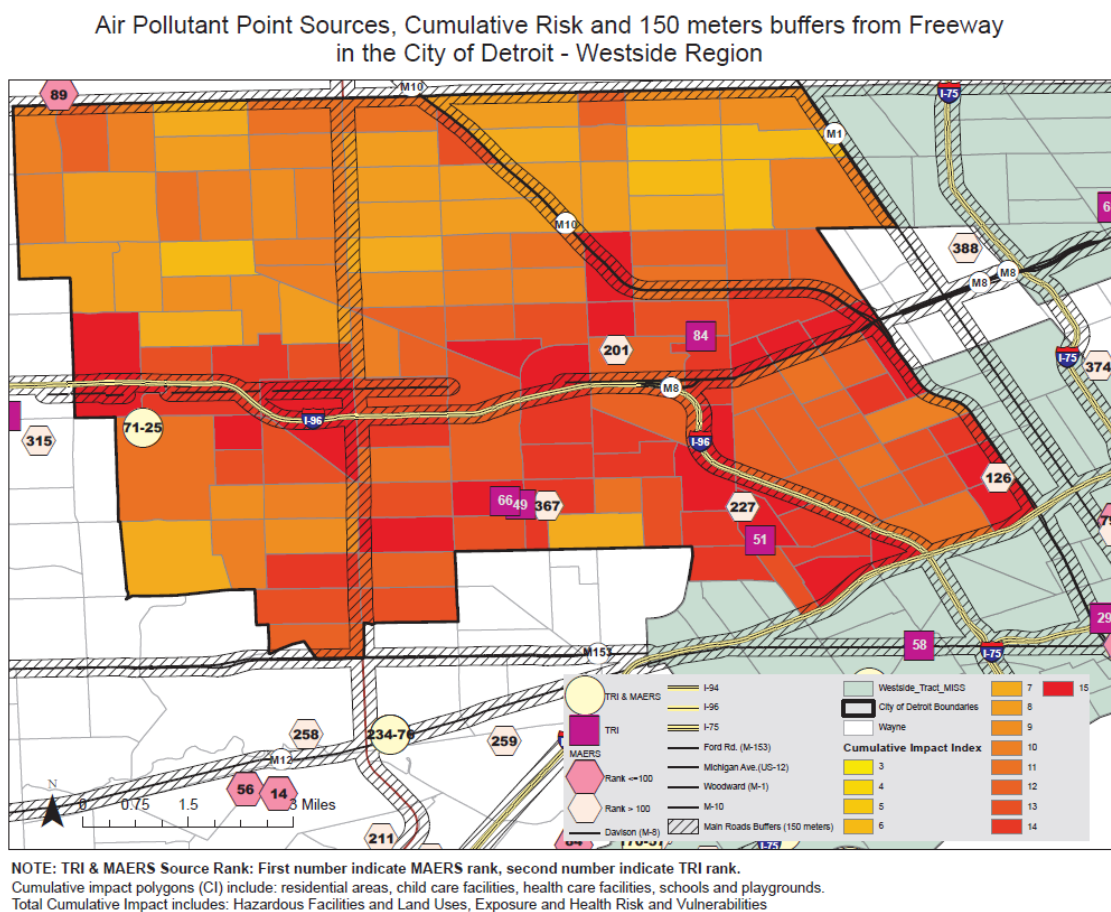 Air Pollutant Point Sources, Cumulative Risk and 150 meters buffers from Freeway
in the City of Detroit - Westside Region
89
M10
I-75
M1
M10
388
M8
M8
I-75
374
201
84
M8
315
71-25
I-96
I-96
126
66
49
367
227
51
29
58
M153
I-75
258
234-76
259
M12
56
14
211
N
0 0.75 1.5 3 Miles
TRI & MAERS
TRI
MAERS
Rank <=100
Rank > 100
Davison (M-8)
I-94
I-96
I-75
Ford Rd. (M-153)
Michigan Ave.(US-12)
Woodward (M-1)
M-10
Main Roads Buffers (150 meters)
Westside_Tract_MISS
City of Detroit Boundaries
Wayne
Cumulative Impact Index
3
4
5
6
7
8
9
10
11
12
13
14
15
NOTE: TRI & MAERS Source Rank: First number indicate MAERS rank, second number indicate TRI rank.
Cumulative impact polygons (CI) include: residential areas, child care facilities, health care facilities, schools and playgrounds.
Total Cumulative Impact includes: Hazardous Facilities and Land Uses, Exposure and Health Risk and Vulnerabilities